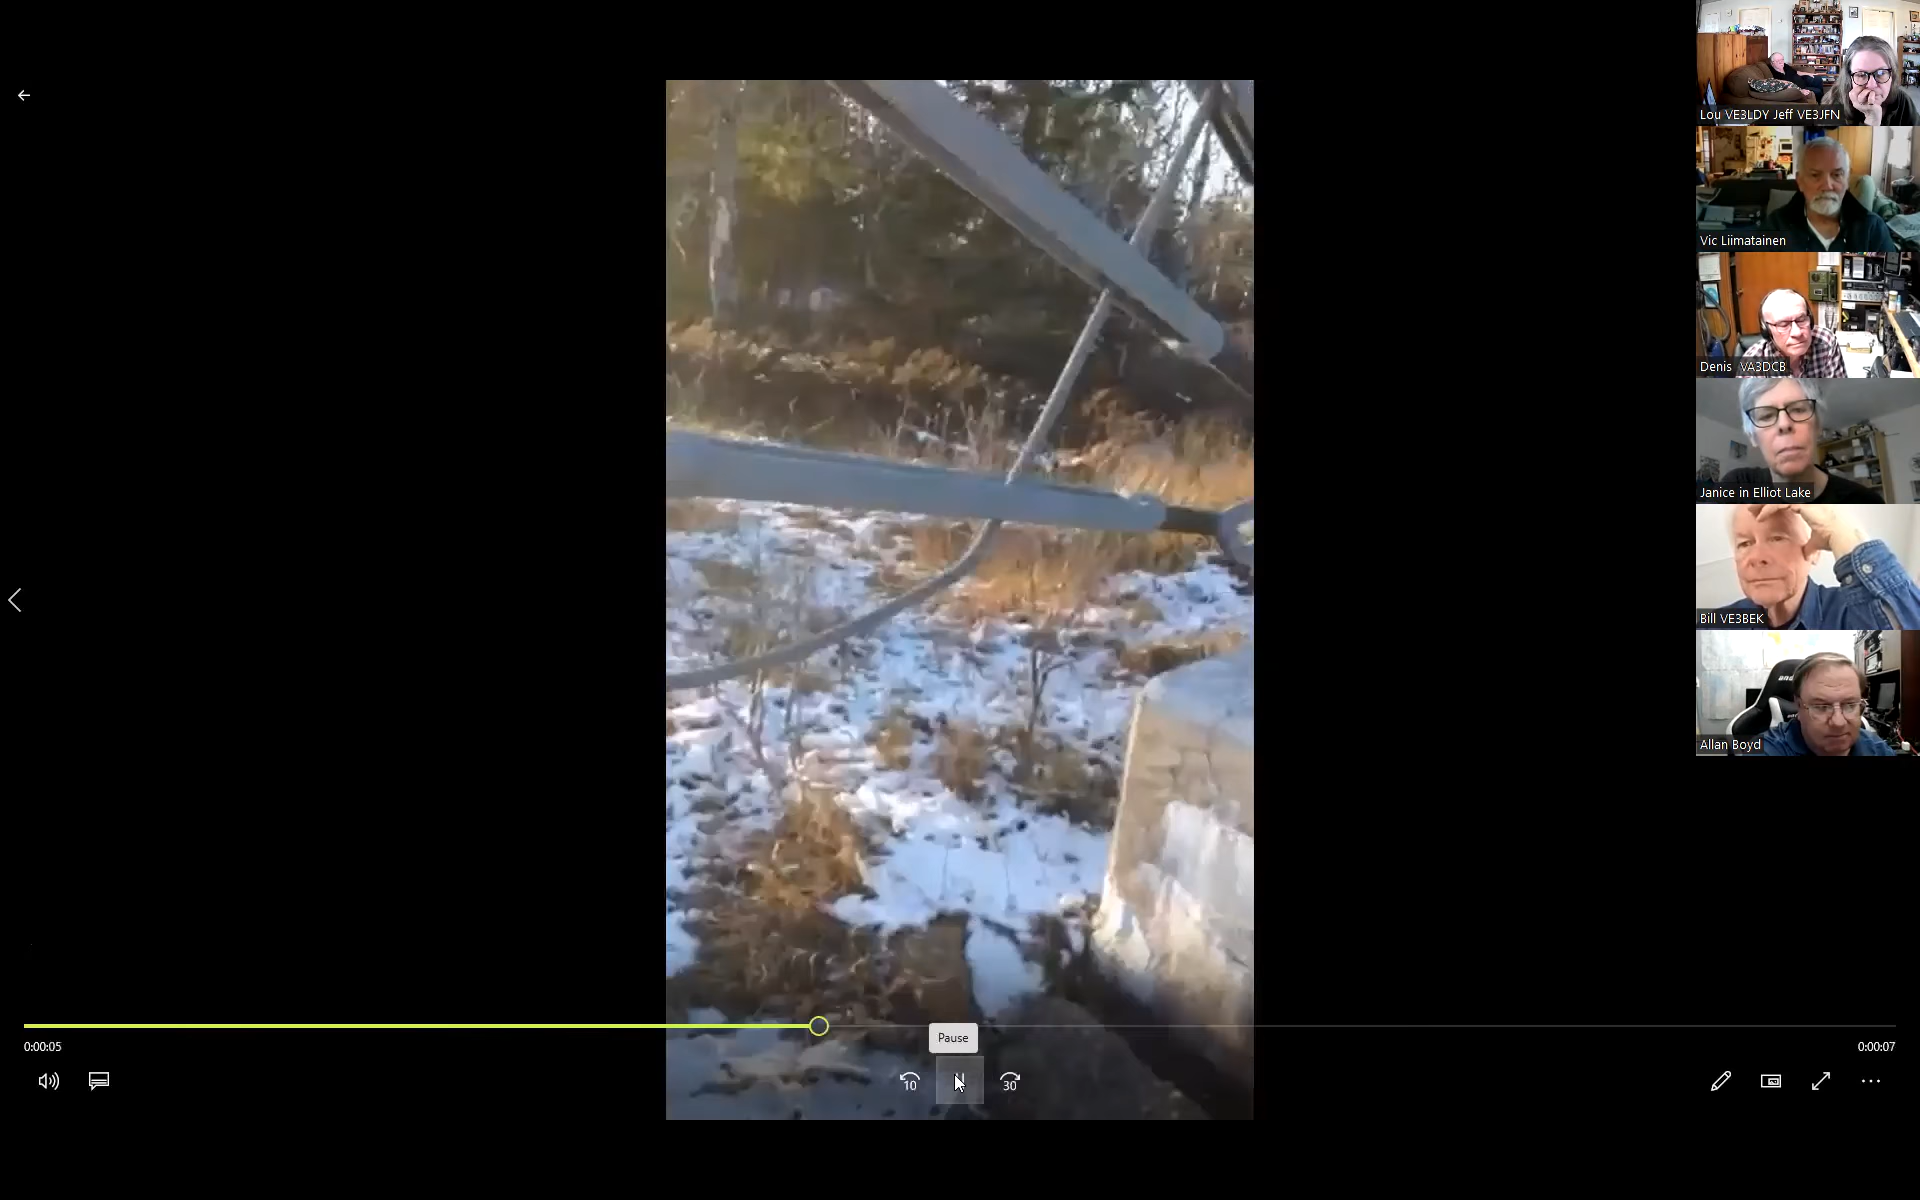 Lou VE3LDY Jeff VE3JFN
Vic Liimatainen
Denis VA3DCB
Janice in Elliot Lake
Bill VE3BEK
Allan Boyd
Pause
0:00:05
0:00:07
10
30